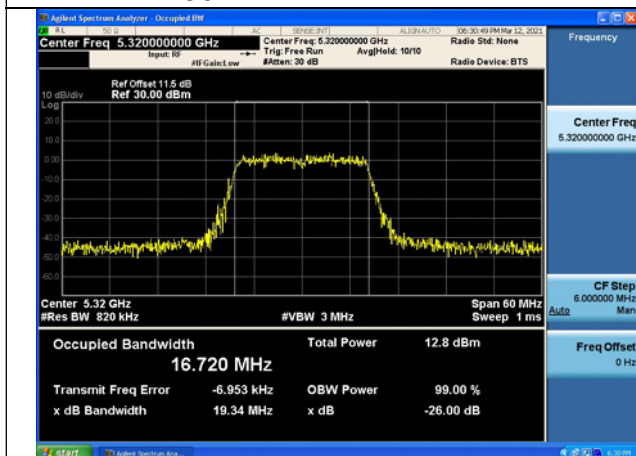 Agilent Spectrum Analyzer - Occupied BW
RL 50 Ω AC SENSE:INT ALIGN AUTO 06:30:49 PM Mar 12, 2021
Center Freq 5.320000000 GHz
Center Freq: 5.320000000 GHz
Radio Std: None
Frequency
Input: RF
Trig: Free Run Avg|Hold: 10/10
#IFGain:Low
#Atten: 30 dB
Radio Device: BTS
Ref Offset 11.5 dB
10 dB/div Ref 30.00 dBm
Log
20.0
10.0
0.00
-10.0
-20.0
-30.0
-40.0
-50.0
-60.0
Center Freq
5.320000000 GHz
Center 5.32 GHz
Span 60 MHz
#Res BW 820 kHz
#VBW 3 MHz
Sweep 1 ms
CF Step
6.000000 MHz
Auto Man
Occupied Bandwidth
Total Power 12.8 dBm
16.720 MHz
Freq Offset
0 Hz
Transmit Freq Error -6.953 kHz OBW Power 99.00 %
x dB Bandwidth 19.34 MHz x dB -26.00 dB
start
Agilent Spectrum Ana...
6:30 PM